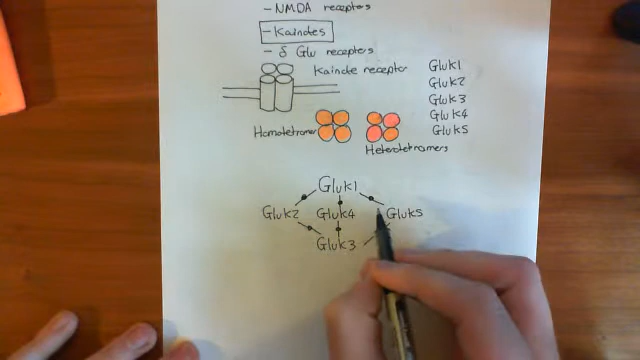 - NMDA receptors
- Kainates
- δ Glu receptors
Kainate receptor
GluK1
GluK2
GluK3
GluK4
GluK5
Homotetramer
Heterotetramers
GluK1
GluK2 GluK4 GluK5
GluK3